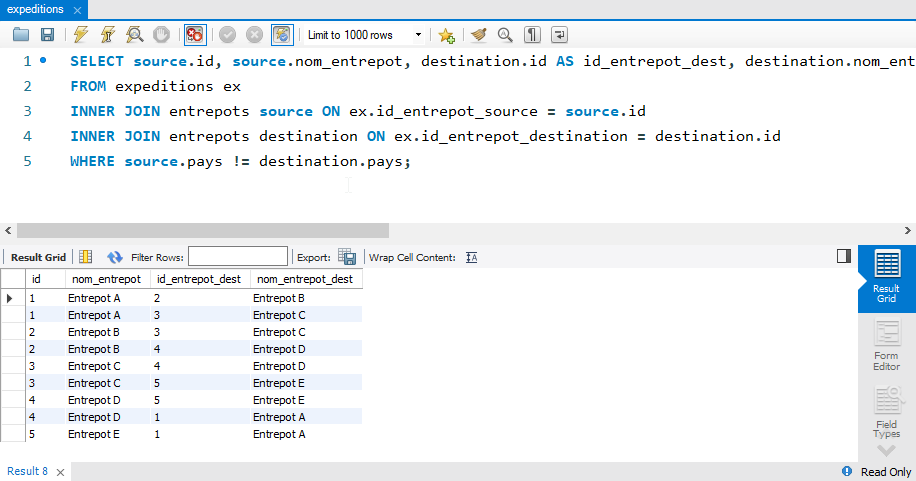 expeditions
Limit to 1000 rows
1 SELECT source.id, source.nom_entrepot, destination.id AS id_entrepot_dest, destination.nom_ent
2 FROM expeditions ex
3 INNER JOIN entrepots source ON ex.id_entrepot_source = source.id
4 INNER JOIN entrepots destination ON ex.id_entrepot_destination = destination.id
5 WHERE source.pays != destination.pays;
Result Grid Filter Rows: Export: Wrap Cell Content:
id nom_entrepot id_entrepot_dest nom_entrepot_dest
1 Entrepot A 2 Entrepot B
1 Entrepot A 3 Entrepot C
2 Entrepot B 3 Entrepot C
2 Entrepot B 4 Entrepot D
3 Entrepot C 4 Entrepot D
3 Entrepot C 5 Entrepot E
4 Entrepot D 5 Entrepot E
4 Entrepot D 1 Entrepot A
5 Entrepot E 1 Entrepot A
Result
Grid
Form
Editor
Field
Types
Result 8
Read Only